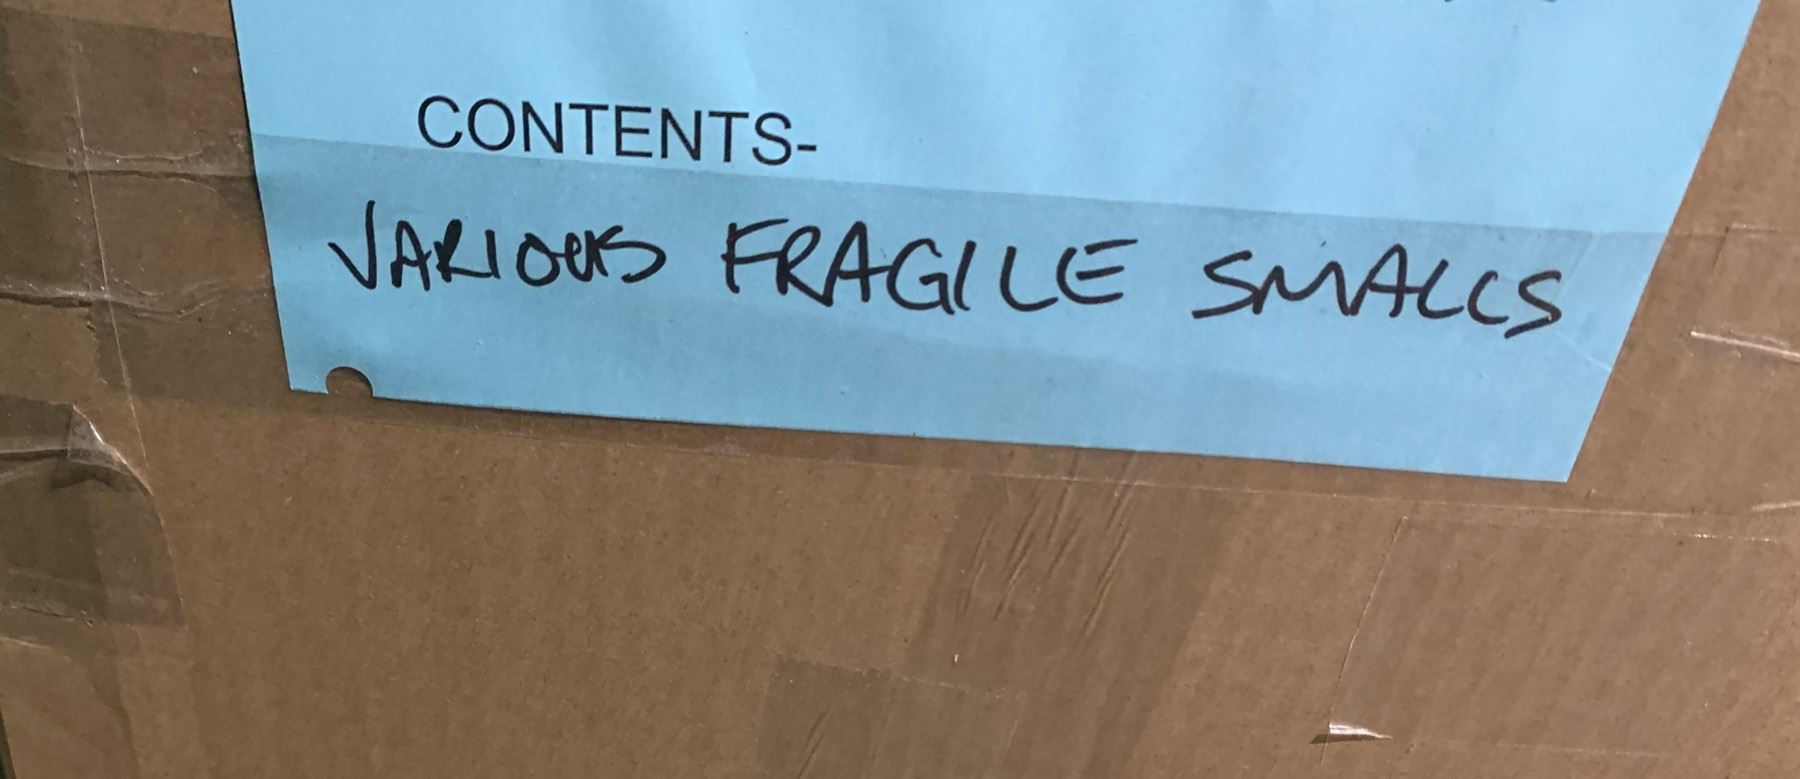 CONTENTS-
VARIOUS FRAGILE SMALLS